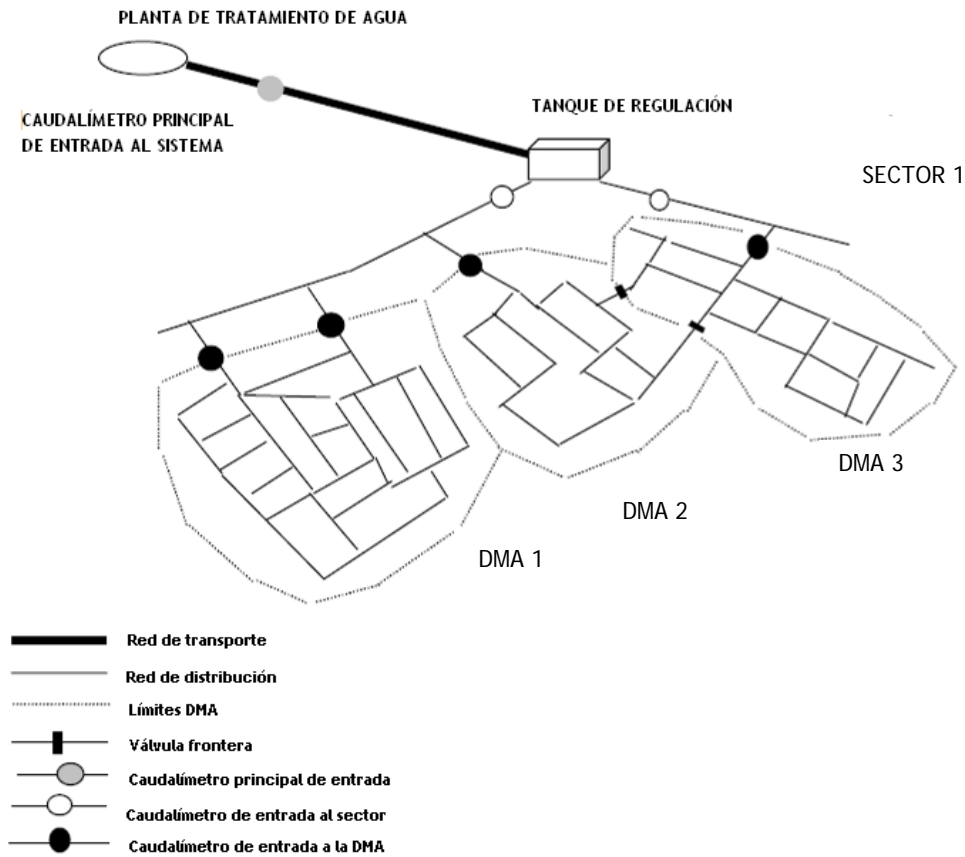 PLANTA DE TRATAMIENTO DE AGUA
CAUDALÍMETRO PRINCIPAL
DE ENTRADA AL SISTEMA
TANQUE DE REGULACIÓN
SECTOR 1
DMA 3
DMA 2
DMA 1
Red de transporte
Red de distribución
Límites DMA
Válvula frontera
Caudalímetro principal de entrada
Caudalímetro de entrada al sector
Caudalímetro de entrada a la DMA